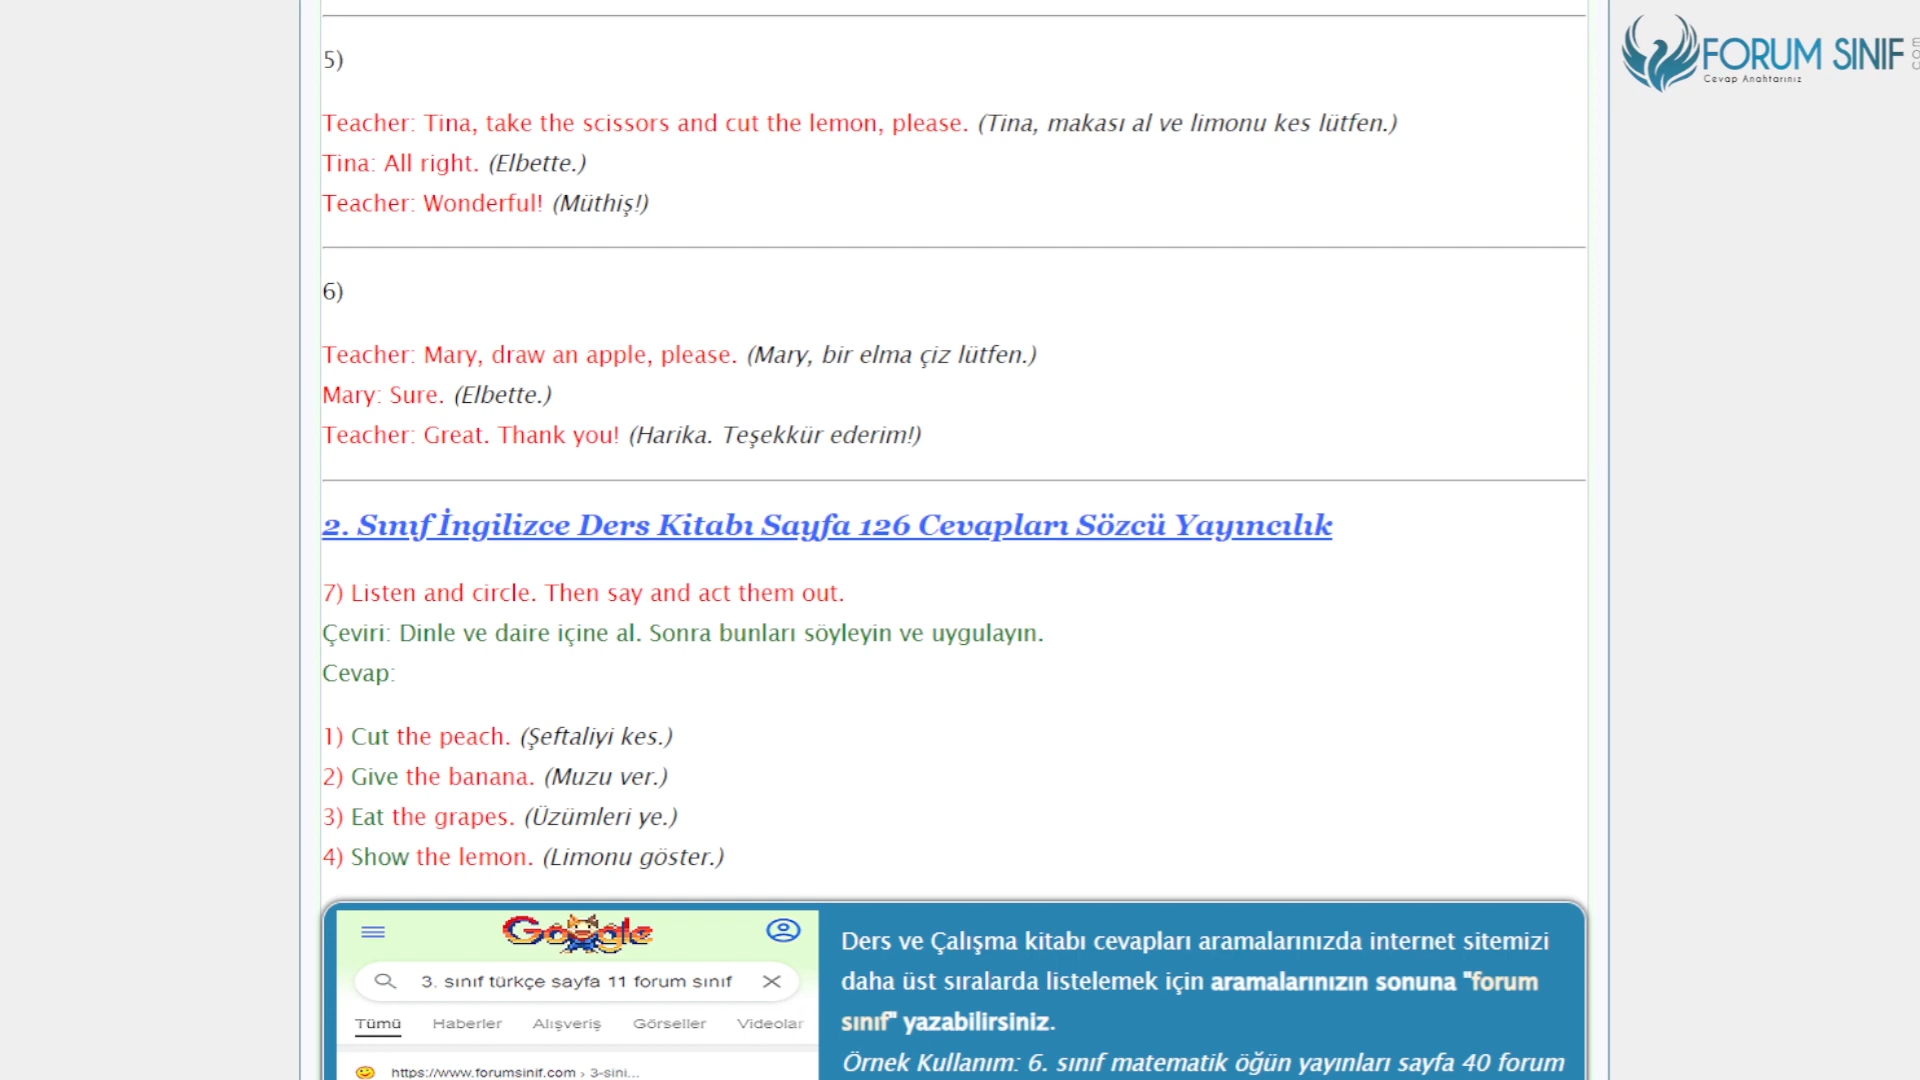 FORUM SINIF
Cevap Anahtarınız
5)
Teacher: Tina, take the scissors and cut the lemon, please. (Tina, makası al ve limonu kes lütfen.)
Tina: All right. (Elbette.)
Teacher: Wonderful! (Müthiş!)
6)
Teacher: Mary, draw an apple, please. (Mary, bir elma çiz lütfen.)
Mary: Sure. (Elbette.)
Teacher: Great. Thank you! (Harika. Teşekkür ederim!)
2. Sınıf İngilizce Ders Kitabı Sayfa 126 Cevapları Sözcü Yayıncılık
7) Listen and circle. Then say and act them out.
Çeviri: Dinle ve daire içine al. Sonra bunları söyleyin ve uygulayın.
Cevap:
1) Cut the peach. (Şeftaliyi kes.)
2) Give the banana. (Muzu ver.)
3) Eat the grapes. (Üzümleri ye.)
4) Show the lemon. (Limonu göster.)
Google
3. sınıf türkçe sayfa 11 forum sınıf
Tümü Haberler Alışveriş Görseller Videolar
https://www.forumsinif.com › 3-sini...
Ders ve Çalışma kitabı cevapları aramalarınızda internet sitemizi
daha üst sıralarda listelemek için aramalarınızın sonuna "forum
sınıf" yazabilirsiniz.
Örnek Kullanım: 6. sınıf matematik öğün yayınları sayfa 40 forum